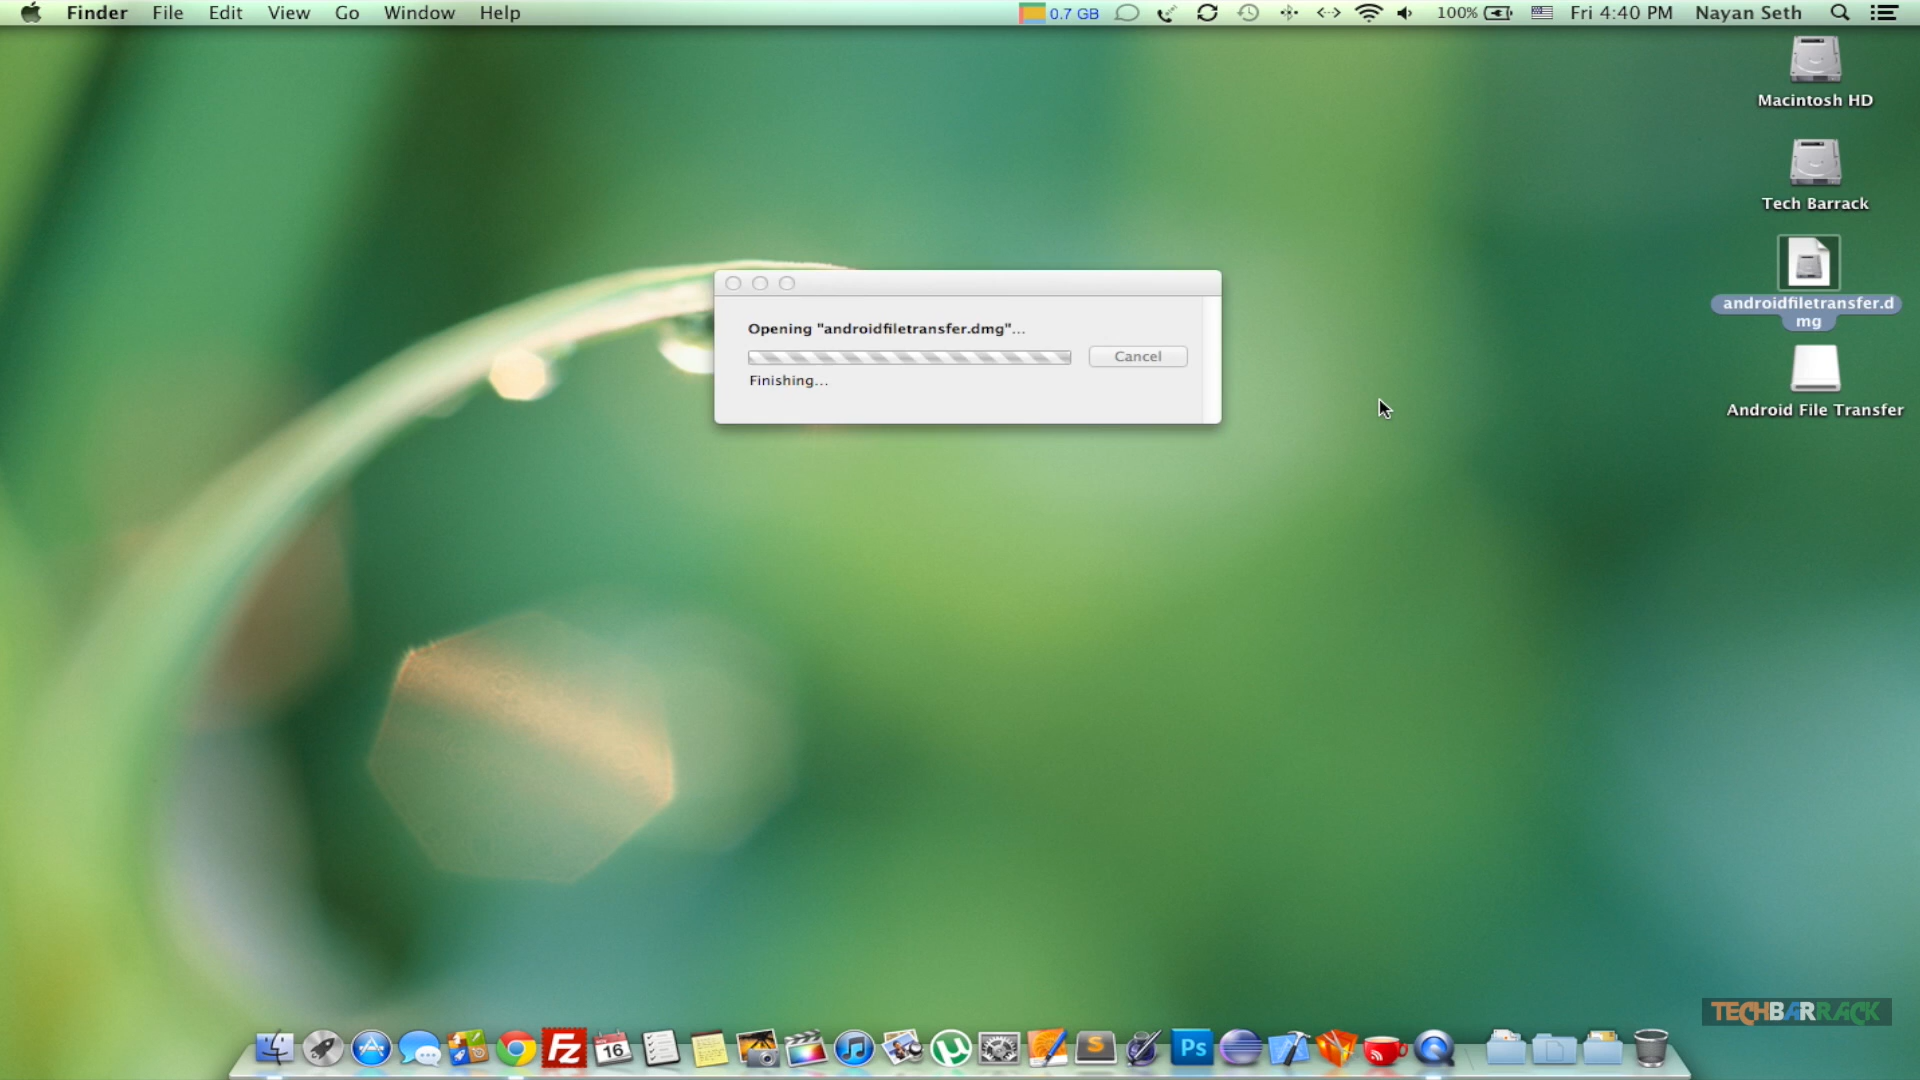 Finder File Edit View Go Window Help 0.7 GB 100% Fri 4:40 PM Nayan Seth
Macintosh HD
Tech Barrack
androidfiletransfer.d
mg
Android File Transfer
Opening "androidfiletransfer.dmg"...
Cancel
Finishing...
TECHBARRACK
Fz
16
S
Ps